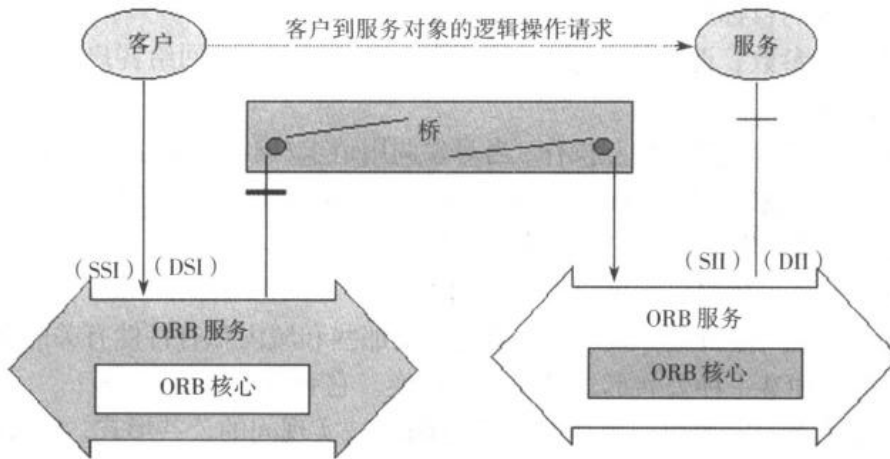 客户到服务对象的逻辑操作请求
客户
服务
桥
（SSI）（DSI）
（SII）（DII）
ORB 服务
ORB 服务
ORB 核心
ORB 核心